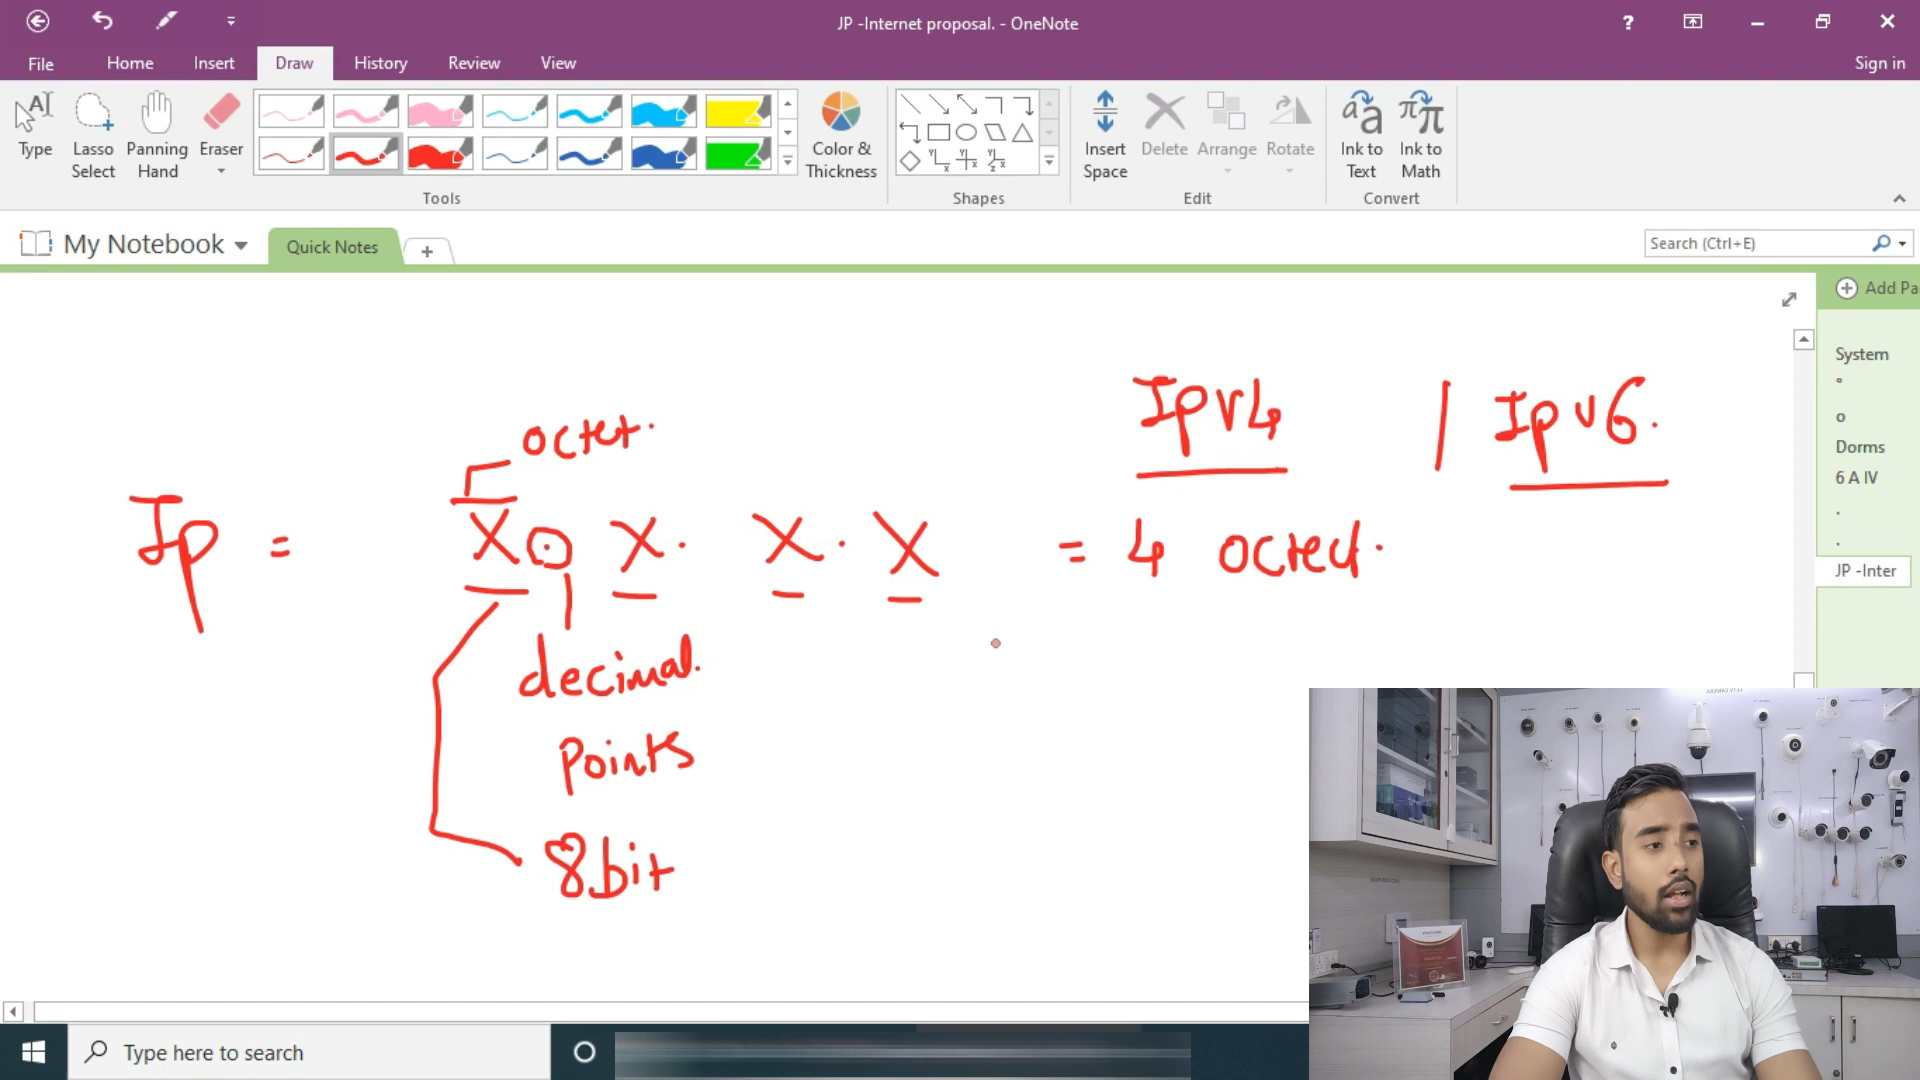 JP -Internet proposal. - OneNote
?
File Home Insert Draw History Review View Sign in
Type
Lasso Select
Panning Hand
Eraser
Color & Thickness
Insert Space
Delete
Arrange
Rotate
Ink to Text
Ink to Math
Tools Shapes Edit Convert
My Notebook Quick Notes + Search (Ctrl+E)
Add Pa
System
Dorms
6 A IV
JP -Inter
Ipv4 | Ipv6.
octet.
Ip = X . X . X . X = 4 octect.
decimal.
points
8 bit
Type here to search